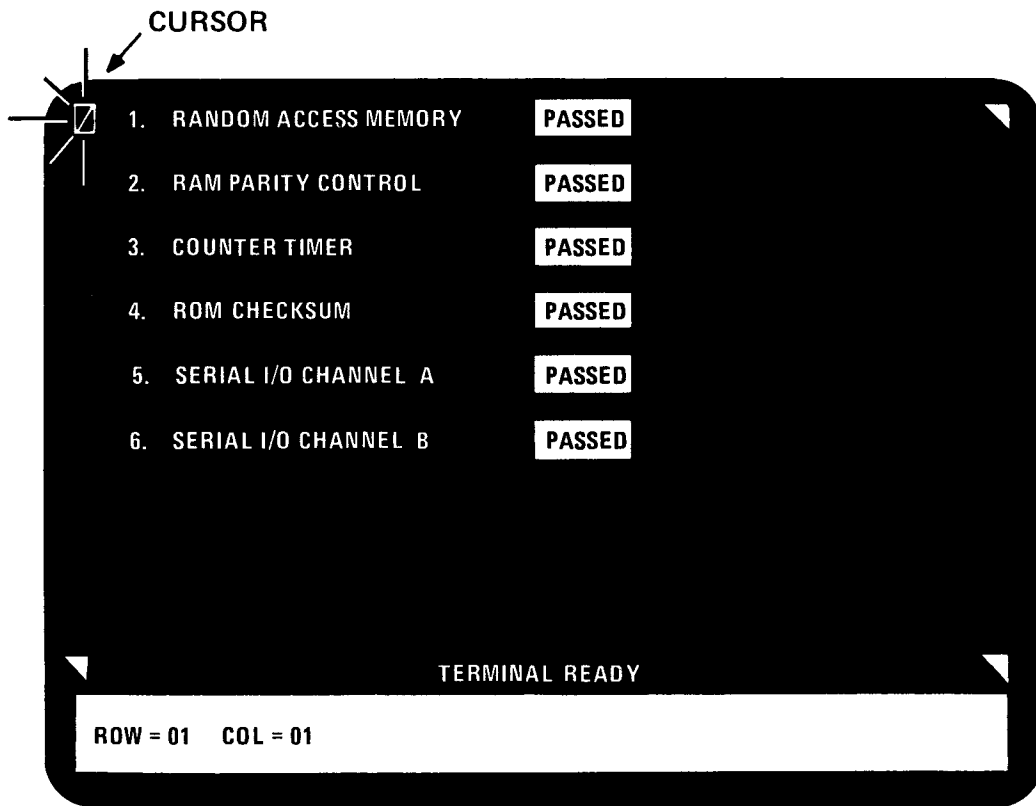 CURSOR
1. RANDOM ACCESS MEMORY PASSED
2. RAM PARITY CONTROL PASSED
3. COUNTER TIMER PASSED
4. ROM CHECKSUM PASSED
5. SERIAL I/O CHANNEL A PASSED
6. SERIAL I/O CHANNEL B PASSED
TERMINAL READY
ROW = 01 COL = 01